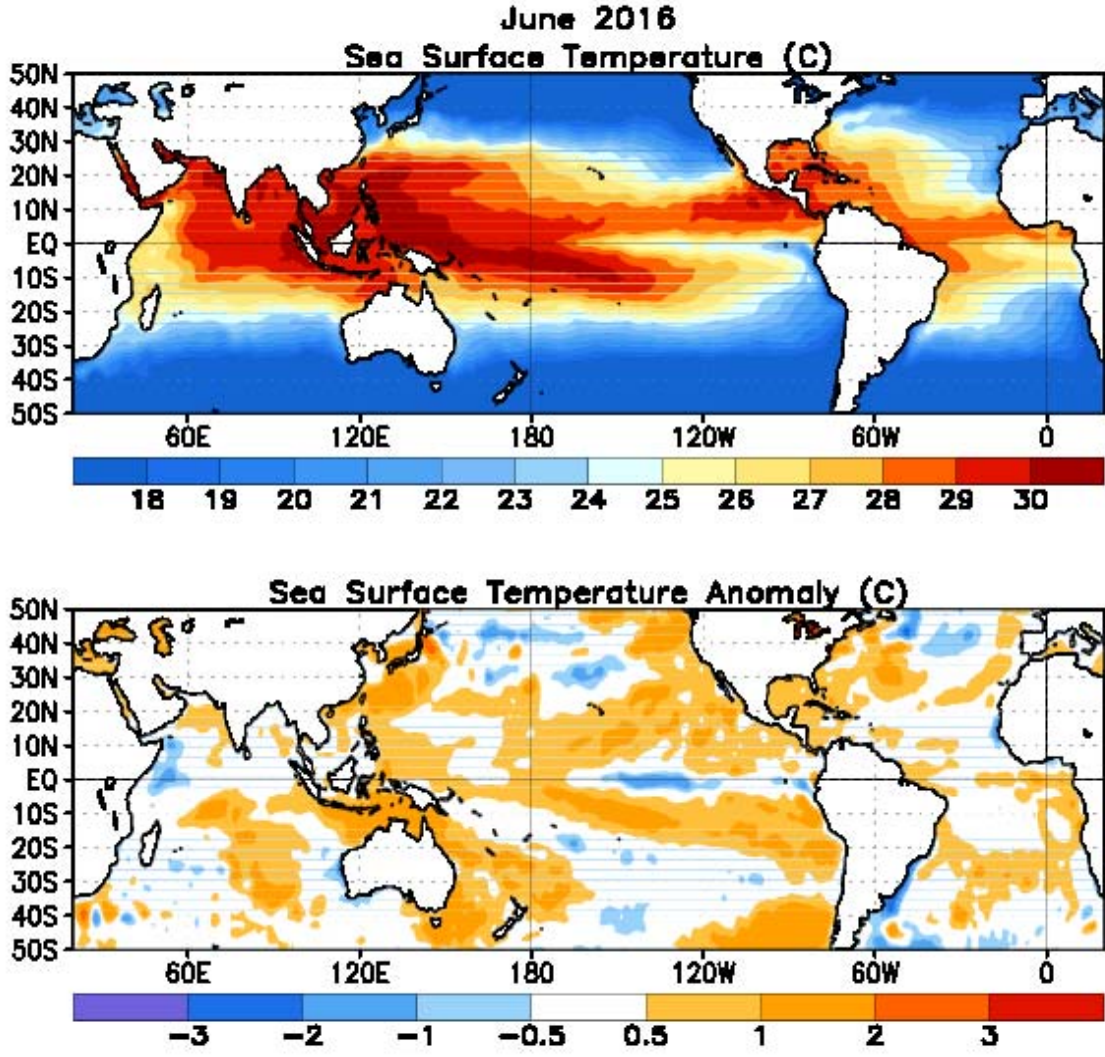 June 2016
Sea Surface Temperature (C)
50N
40N
30N
20N
10N
EQ
10S
20S
30S
40S
50S
60E 120E 180 120W 60W 0
18 19 20 21 22 23 24 25 26 27 28 29 30
Sea Surface Temperature Anomaly (C)
50N
40N
30N
20N
10N
EQ
10S
20S
30S
40S
50S
60E 120E 180 120W 60W 0
-3 -2 -1 -0.5 0.5 1 2 3